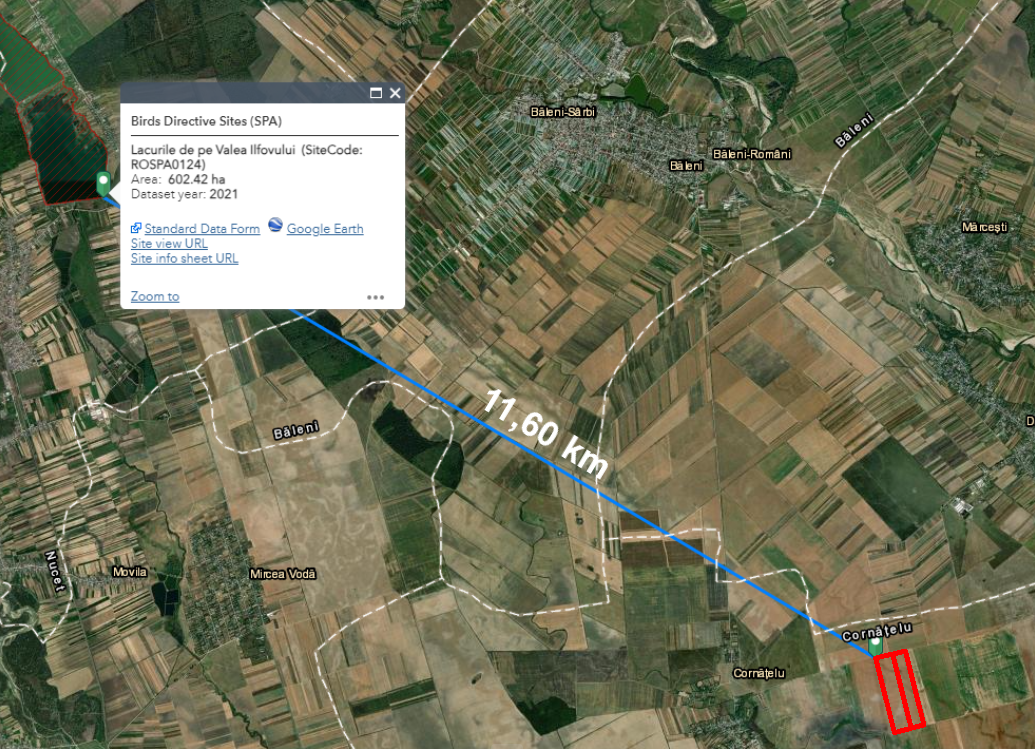 Birds Directive Sites (SPA)
Lacurile de pe Valea Ilfovului (SiteCode:
ROSPA0124)
Area: 602.42 ha
Dataset year: 2021
Standard Data Form Google Earth
Site view URL
Site info sheet URL
Zoom to
Băleni-Sârbi
Băleni
Băleni-Români
Băleni
Mărcești
11,60 km
Băleni
D
Nucet
Movila
Mircea Vodă
Cornățelu
Cornățelu